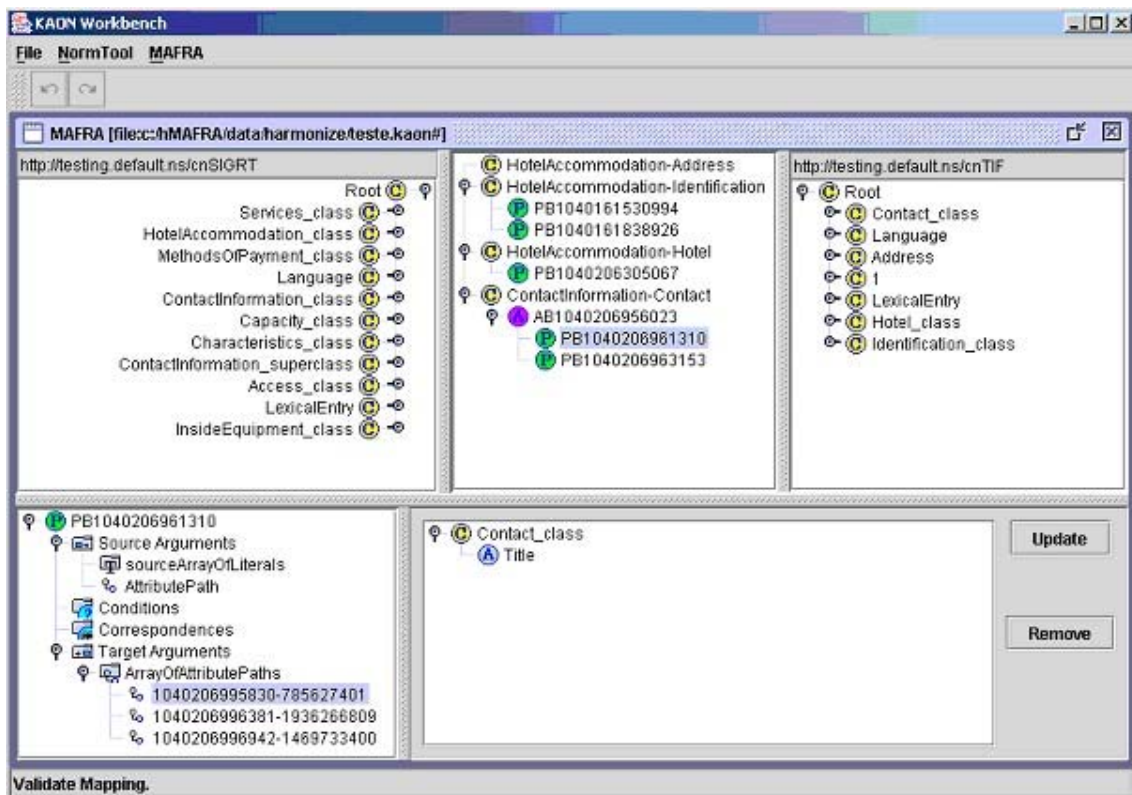 KAON Workbench
File NormTool MAFRA
MAFRA [file:c:/hMAFRA/data/harmonize/teste.kaon#]
http://testing.default.ns/cnSIGRT
Root C
Services_class C
HotelAccommodation_class C
MethodsOfPayment_class C
Language C
ContactInformation_class C
Capacity_class C
Characteristics_class C
ContactInformation_superclass C
Access_class C
LexicalEntry C
InsideEquipment_class C
C HotelAccommodation-Address
C HotelAccommodation-Identification
P PB1040161530994
P PB1040161838926
C HotelAccommodation-Hotel
P PB1040206305067
C ContactInformation-Contact
A AB1040206956023
P PB1040206961310
P PB1040206963153
http://testing.default.ns/cnTIF
C Root
C Contact_class
C Language
C Address
C 1
C LexicalEntry
C Hotel_class
C Identification_class
P PB1040206961310
Source Arguments
sourceArrayOfLiterals
AttributePath
Conditions
Correspondences
Target Arguments
ArrayOfAttributePaths
1040206995830-785627401
1040206996381-1936266809
1040206996942-1469733400
C Contact_class
A Title
Update
Remove
Validate Mapping.